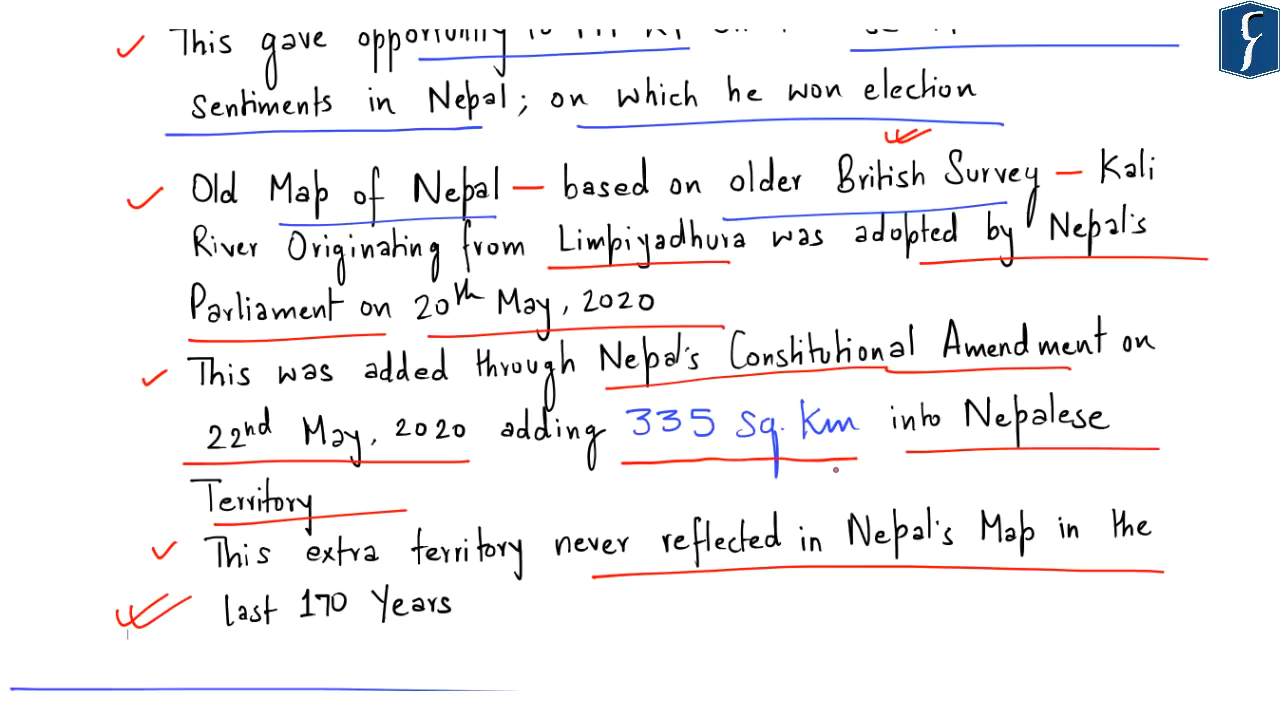 This gave opportunity to
sentiments in Nepal; on which he won election
Old Map of Nepal — based on older British Survey — Kali
River Originating from Limpiyadhura was adopted by Nepal's
Parliament on 20th May, 2020
This was added through Nepal's Constitutional Amendment on
22nd May, 2020 adding 335 Sq. Km into Nepalese
Territory
This extra territory never reflected in Nepal's Map in the
last 170 Years